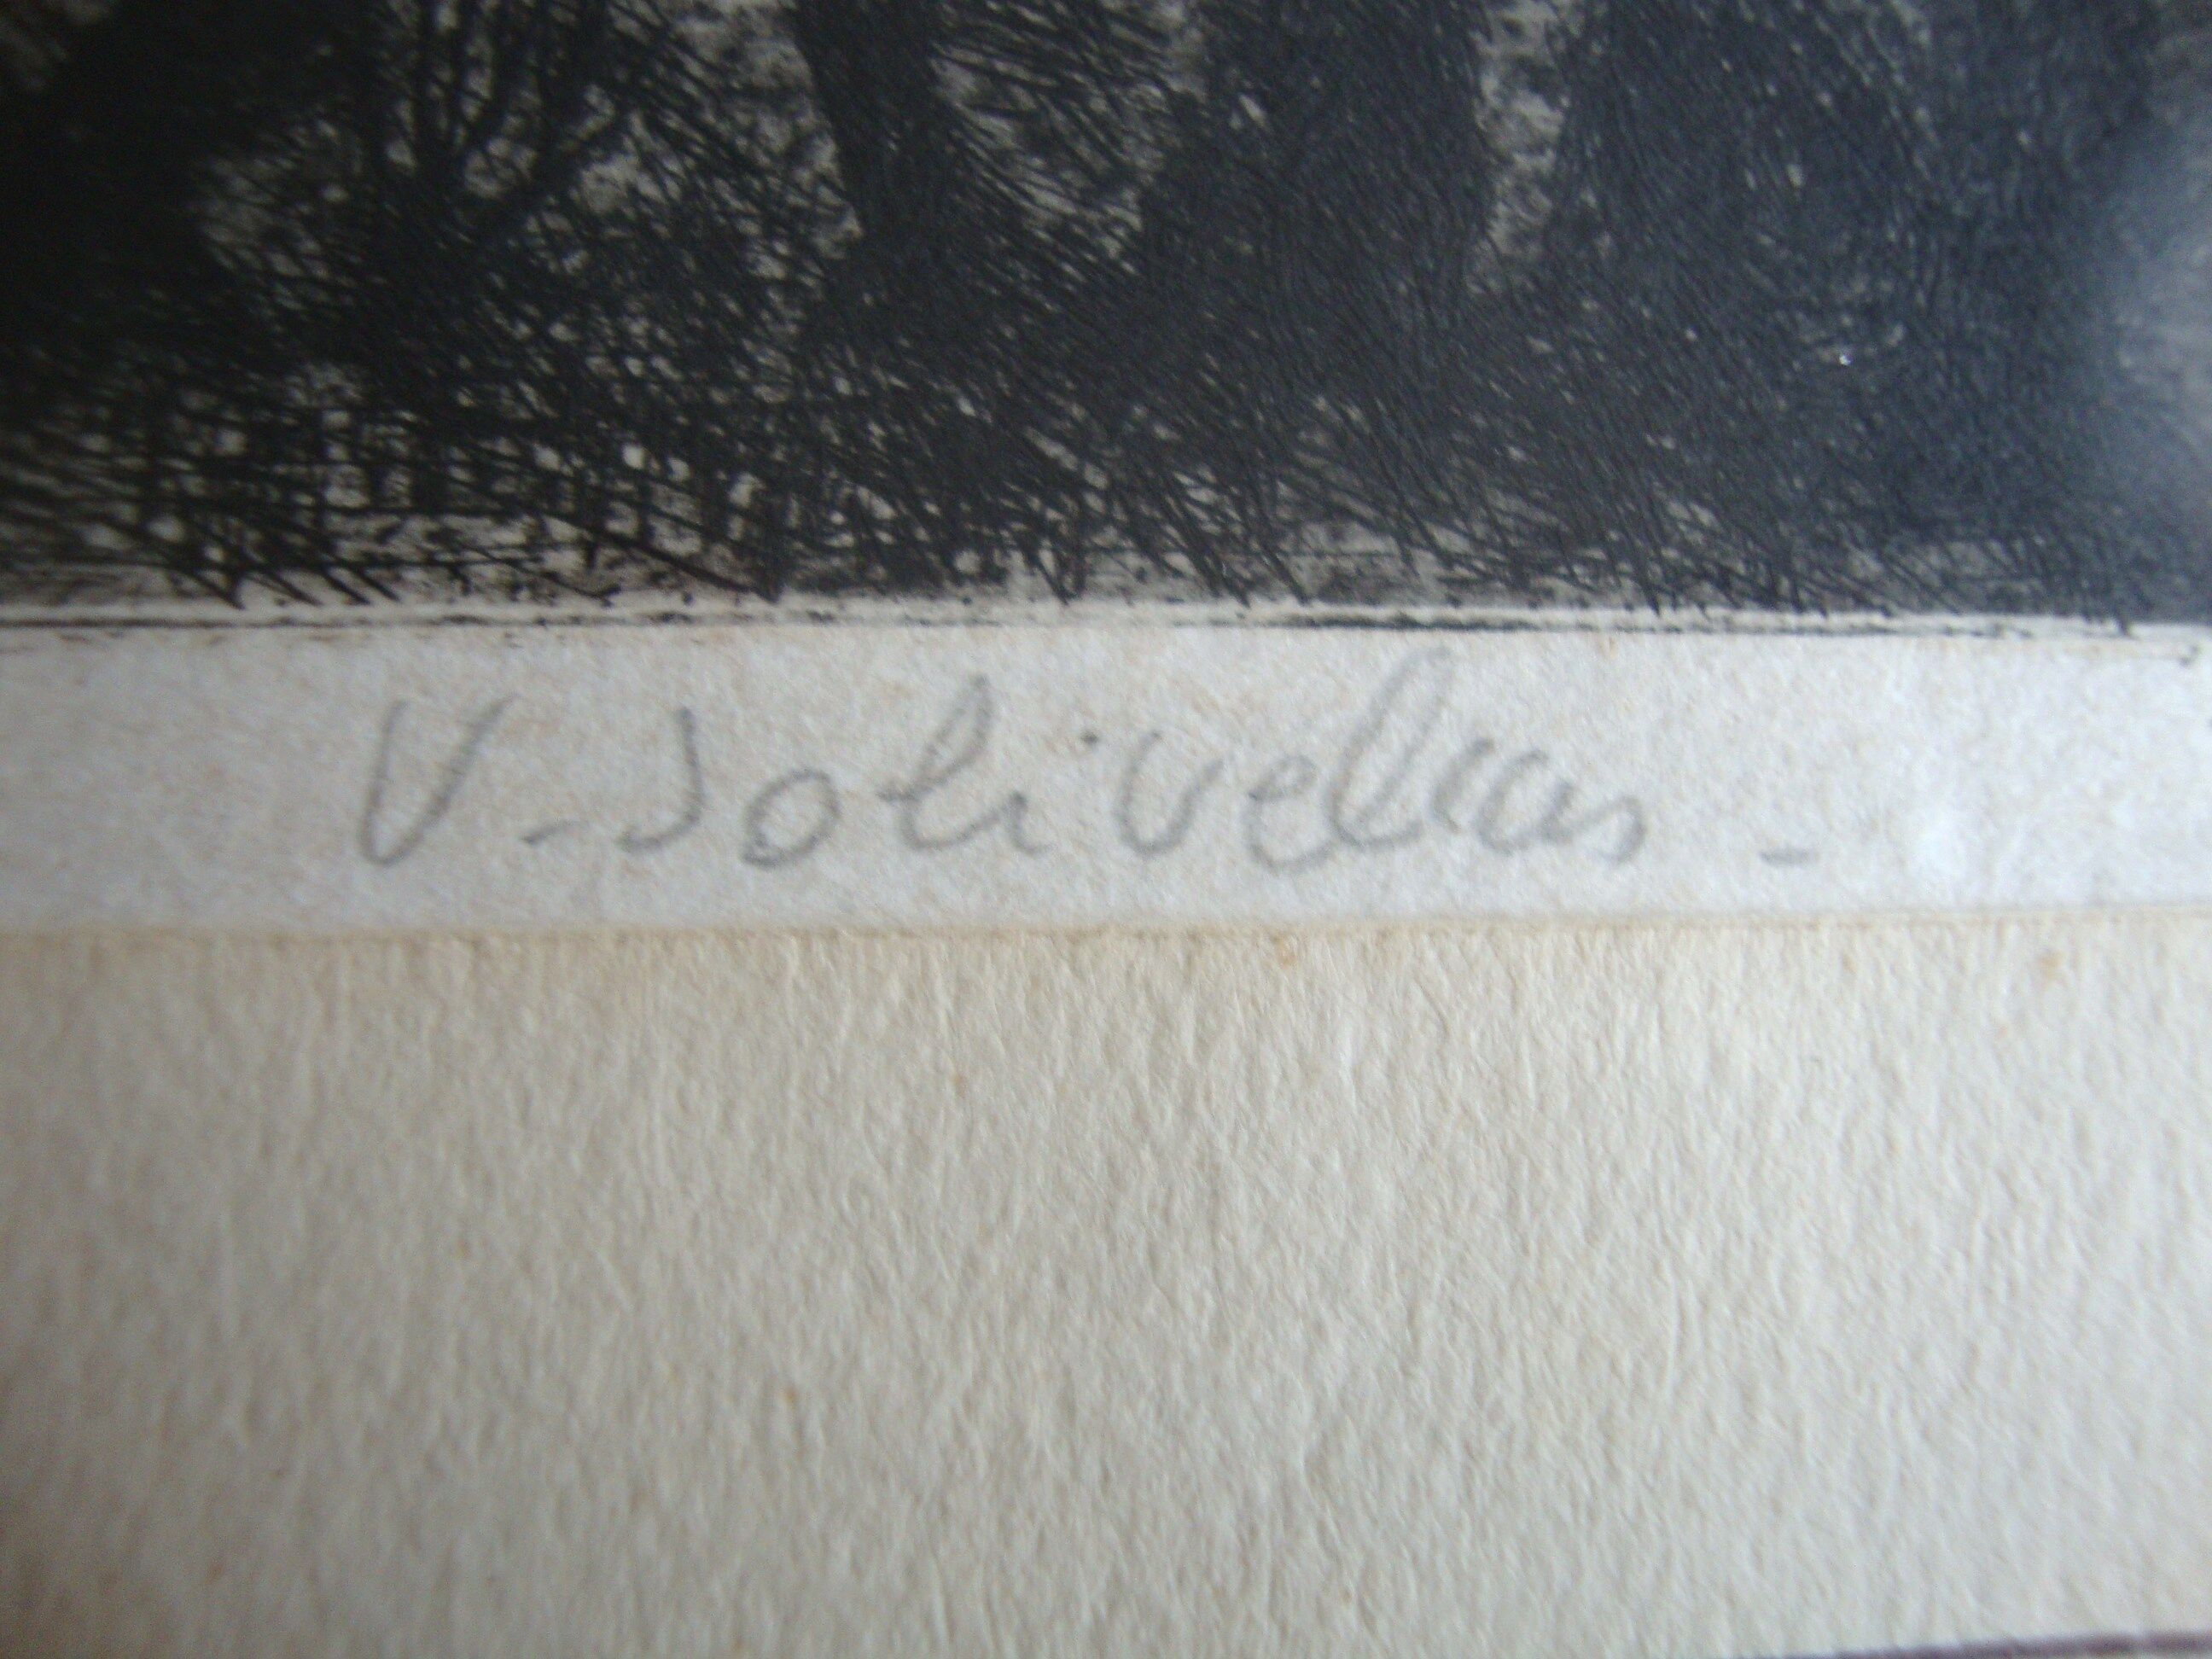 V - Solivellas -